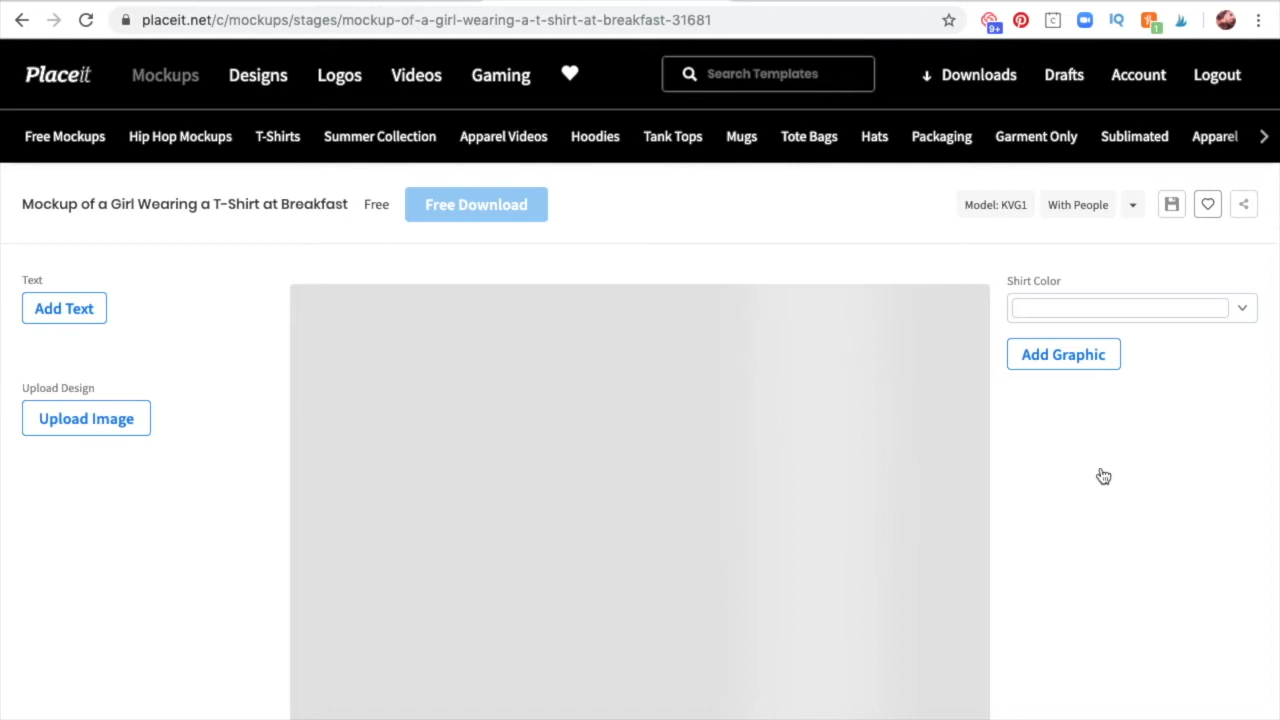 placeit.net/c/mockups/stages/mockup-of-a-girl-wearing-a-t-shirt-at-breakfast-31681
9+
C
IQ
1
Placeit Mockups Designs Logos Videos Gaming Search Templates Downloads Drafts Account Logout
Free Mockups Hip Hop Mockups T-Shirts Summer Collection Apparel Videos Hoodies Tank Tops Mugs Tote Bags Hats Packaging Garment Only Sublimated Apparel
Mockup of a Girl Wearing a T-Shirt at Breakfast Free Free Download Model: KVG1 With People
Text
Add Text
Upload Design
Upload Image
Shirt Color
Add Graphic